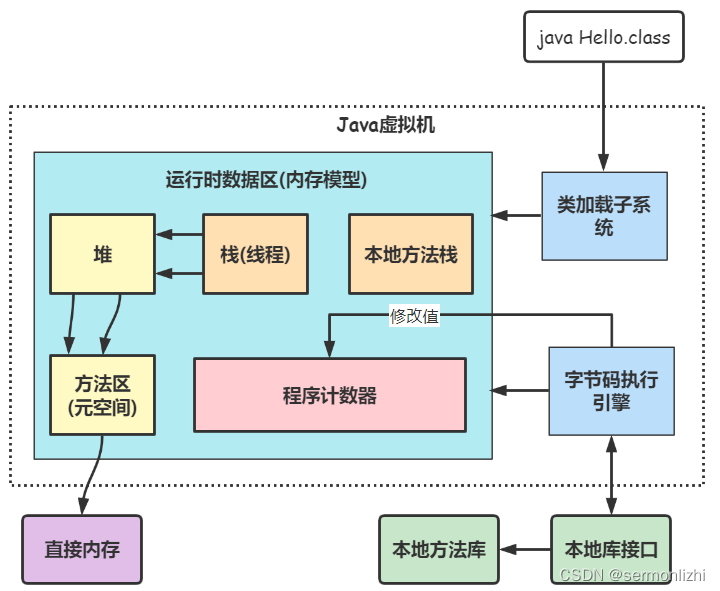 java Hello.class
Java虚拟机
运行时数据区(内存模型)
类加载子系
统
堆
栈(线程)
本地方法栈
修改值
方法区
(元空间)
程序计数器
字节码执行
引擎
直接内存
本地方法库
本地库接口
CSDN @sermonlizhi